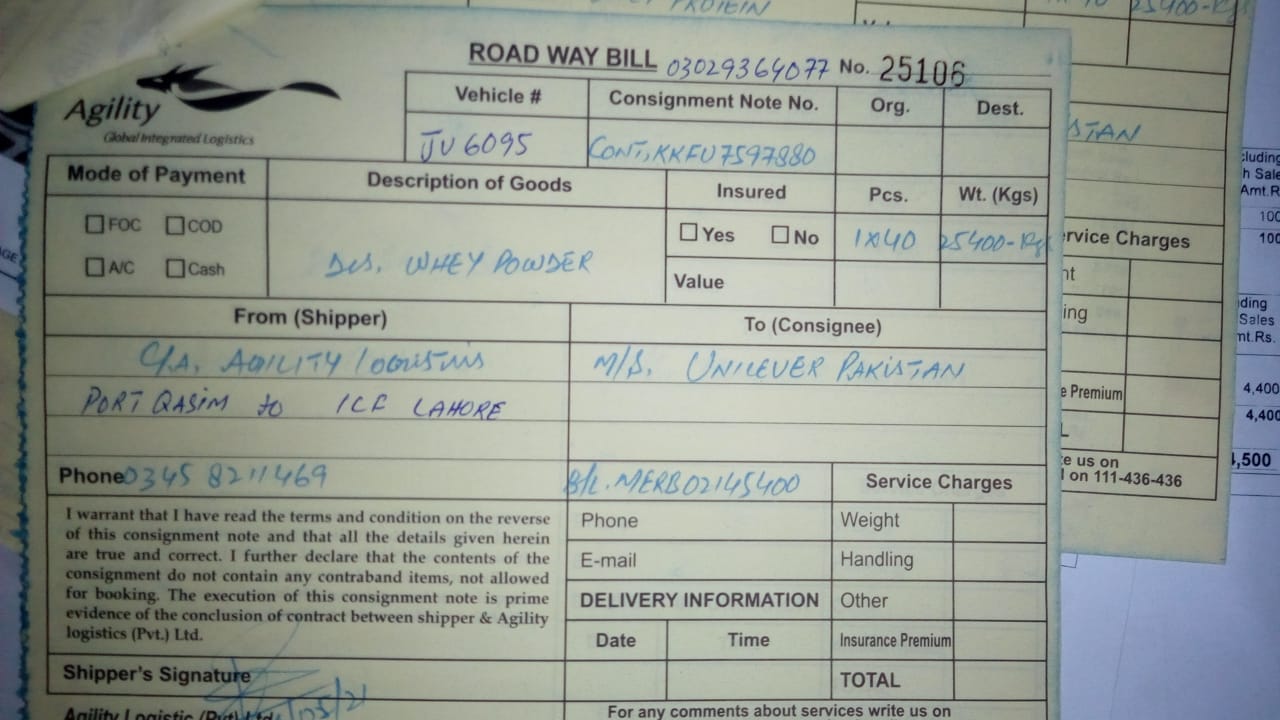 PROTEIN
25400-Kgs
ROAD WAY BILL 03029364077 No. 25106
Agility
Global Integrated Logistics
Vehicle # Consignment Note No. Org. Dest.
JU 6095 CONT, KKFU7597880
Mode of Payment Description of Goods Insured Pcs. Wt. (Kgs)
FOC COD Yes No 1X40 25400-Kgs
A/C Cash WHEY POWDER
Value
From (Shipper) To (Consignee)
C/A. AGILITY LOGISTICS M/S. UNILEVER PAKISTAN
PORT QASIM to ICF LAHORE
Phone 0345 8211469 B/L. MERB02145400 Service Charges
I warrant that I have read the terms and condition on the reverse
of this consignment note and that all the details given herein
are true and correct. I further declare that the contents of the
consignment do not contain any contraband items, not allowed
for booking. The execution of this consignment note is prime
evidence of the conclusion of contract between shipper & Agility
logistics (Pvt.) Ltd.
Phone Weight
E-mail Handling
DELIVERY INFORMATION Other
Date Time Insurance Premium
Shipper's Signature TOTAL
Agility Logistic (Pvt) Ltd
For any comments about services write us on
STAN
rvice Charges
nt
ing
e Premium
L
e us on
l on 111-436-436
cluding
h Sale
Amt.R
100
100
ding
Sales
mt.Rs.
4,400
4,400
,500